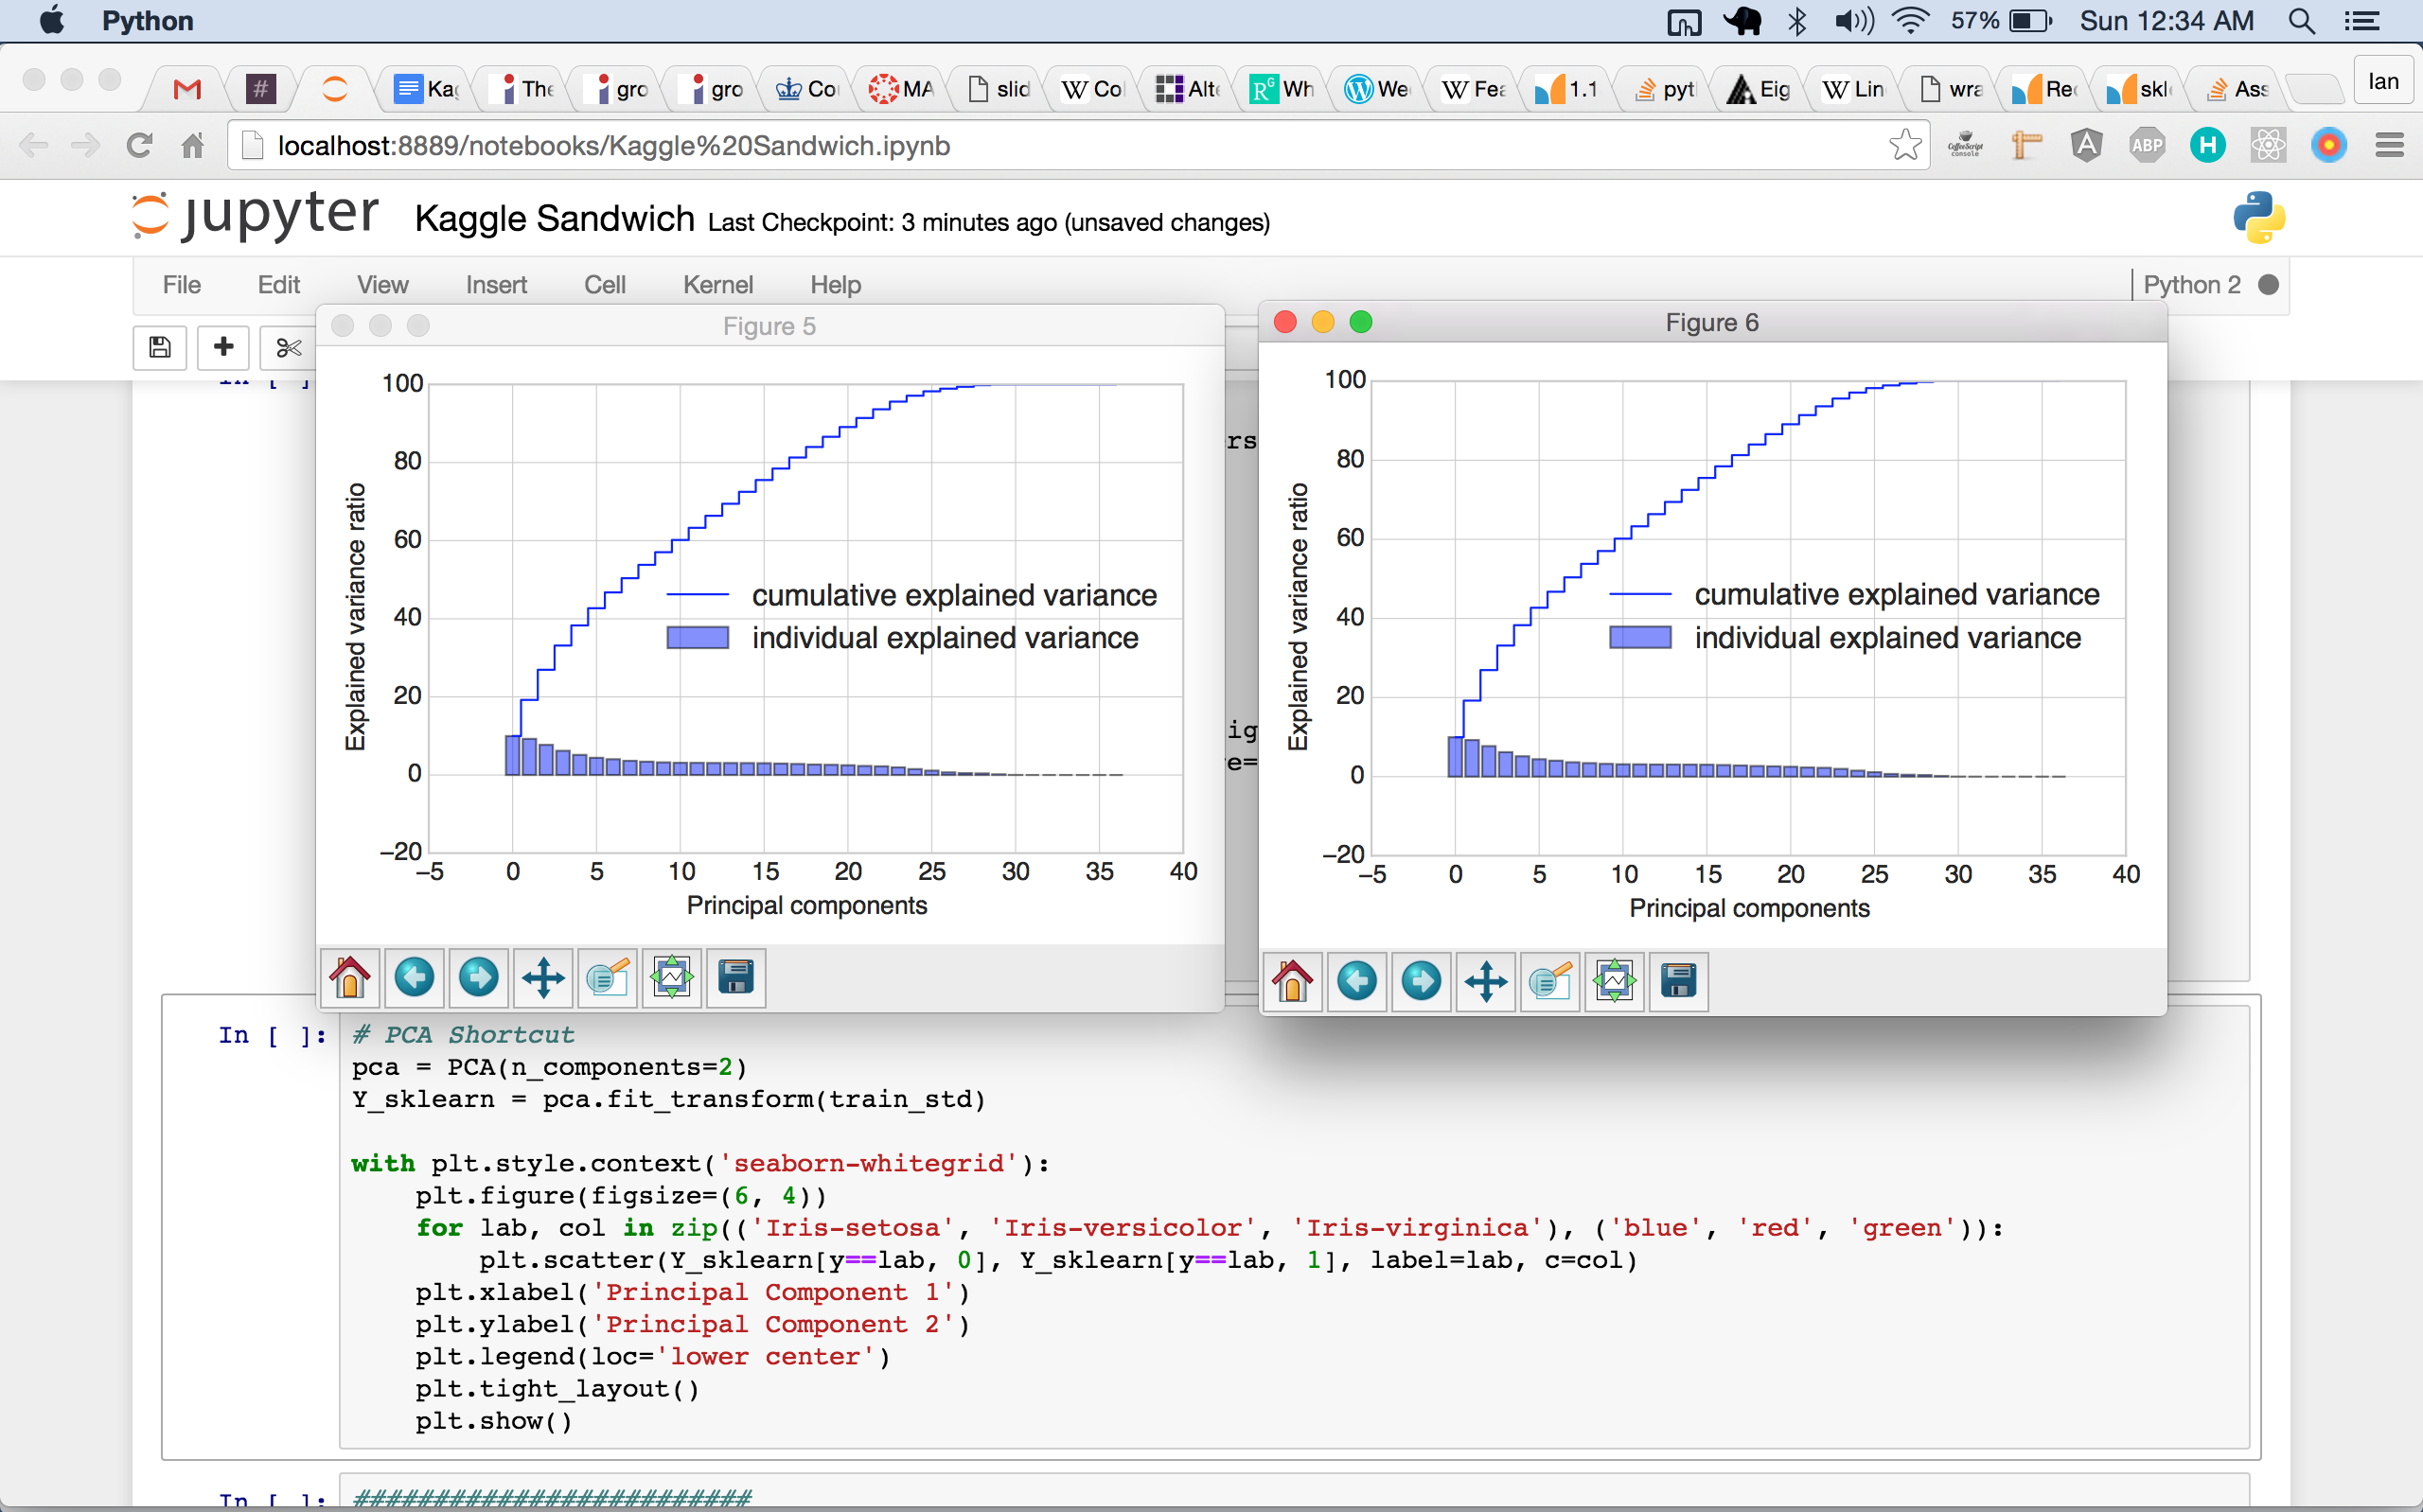 Python 57% Sun 12:34 AM
# Kag The gro gro Co MA slid W Co Alt RG Wh We W Fea 1.1 pyt Eig W Lin wra Re skl Ass Ian
localhost:8889/notebooks/Kaggle%20Sandwich.ipynb CoffeeScript console A ABP H
jupyter Kaggle Sandwich Last Checkpoint: 3 minutes ago (unsaved changes)
File Edit View Insert Cell Kernel Help Python 2
In [ ]:
Figure 5
100
80
60
40
20
0
−20
−5 0 5 10 15 20 25 30 35 40
Explained variance ratio
cumulative explained variance
individual explained variance
Principal components
rs
ig
e=
Figure 6
100
80
60
40
20
0
−20
−5 0 5 10 15 20 25 30 35 40
Explained variance ratio
cumulative explained variance
individual explained variance
Principal components
In [ ]: # PCA Shortcut
pca = PCA(n_components=2)
Y_sklearn = pca.fit_transform(train_std)
with plt.style.context('seaborn-whitegrid'):
plt.figure(figsize=(6, 4))
for lab, col in zip(('Iris-setosa', 'Iris-versicolor', 'Iris-virginica'), ('blue', 'red', 'green')):
plt.scatter(Y_sklearn[y==lab, 0], Y_sklearn[y==lab, 1], label=lab, c=col)
plt.xlabel('Principal Component 1')
plt.ylabel('Principal Component 2')
plt.legend(loc='lower center')
plt.tight_layout()
plt.show()
In [ ]: #########################